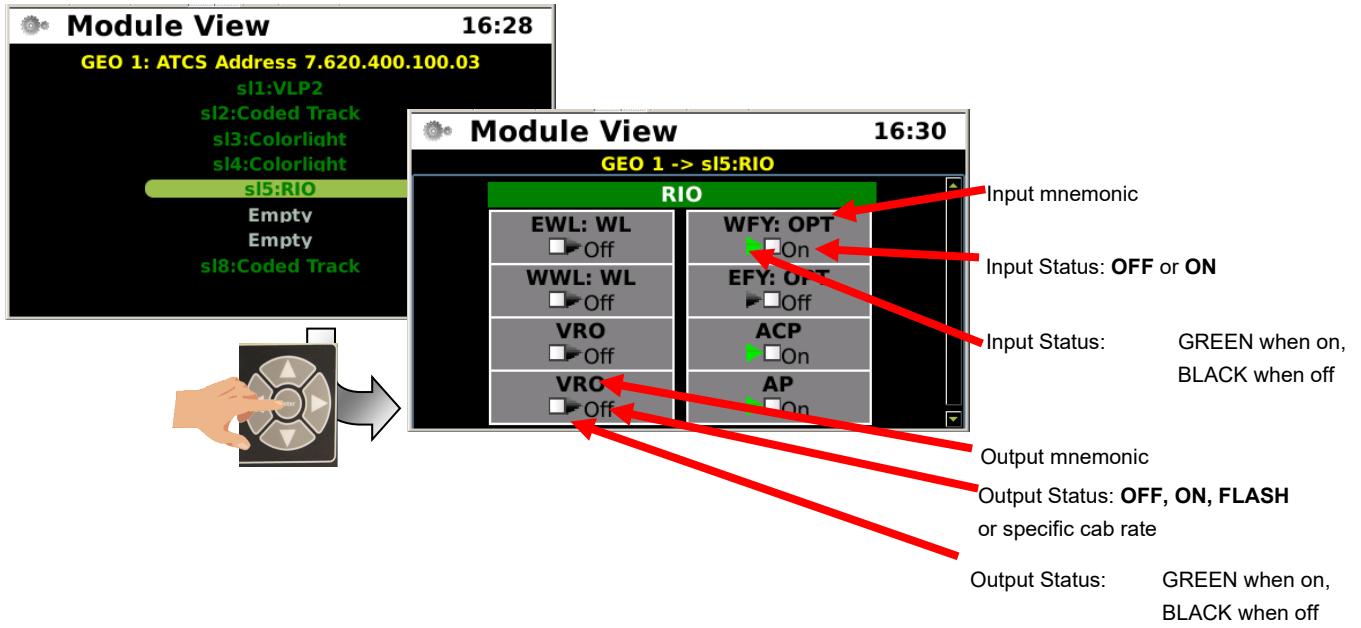 Module View 16:28
GEO 1: ATCS Address 7.620.400.100.03
sl1:VLP2
sl2:Coded Track
sl3:Colorlight
sl4:Colorlight
sl5:RIO
Empty
Empty
sl8:Coded Track
Module View 16:30
GEO 1 -> sl5:RIO
RIO
EWL: WL WFY: OPT
Off On
WWL: WL EFY: OPT
Off Off
VRO ACP
Off On
VRO AP
Off On
Enter
Input mnemonic
Input Status: OFF or ON
Input Status: GREEN when on,
BLACK when off
Output mnemonic
Output Status: OFF, ON, FLASH
or specific cab rate
Output Status: GREEN when on,
BLACK when off